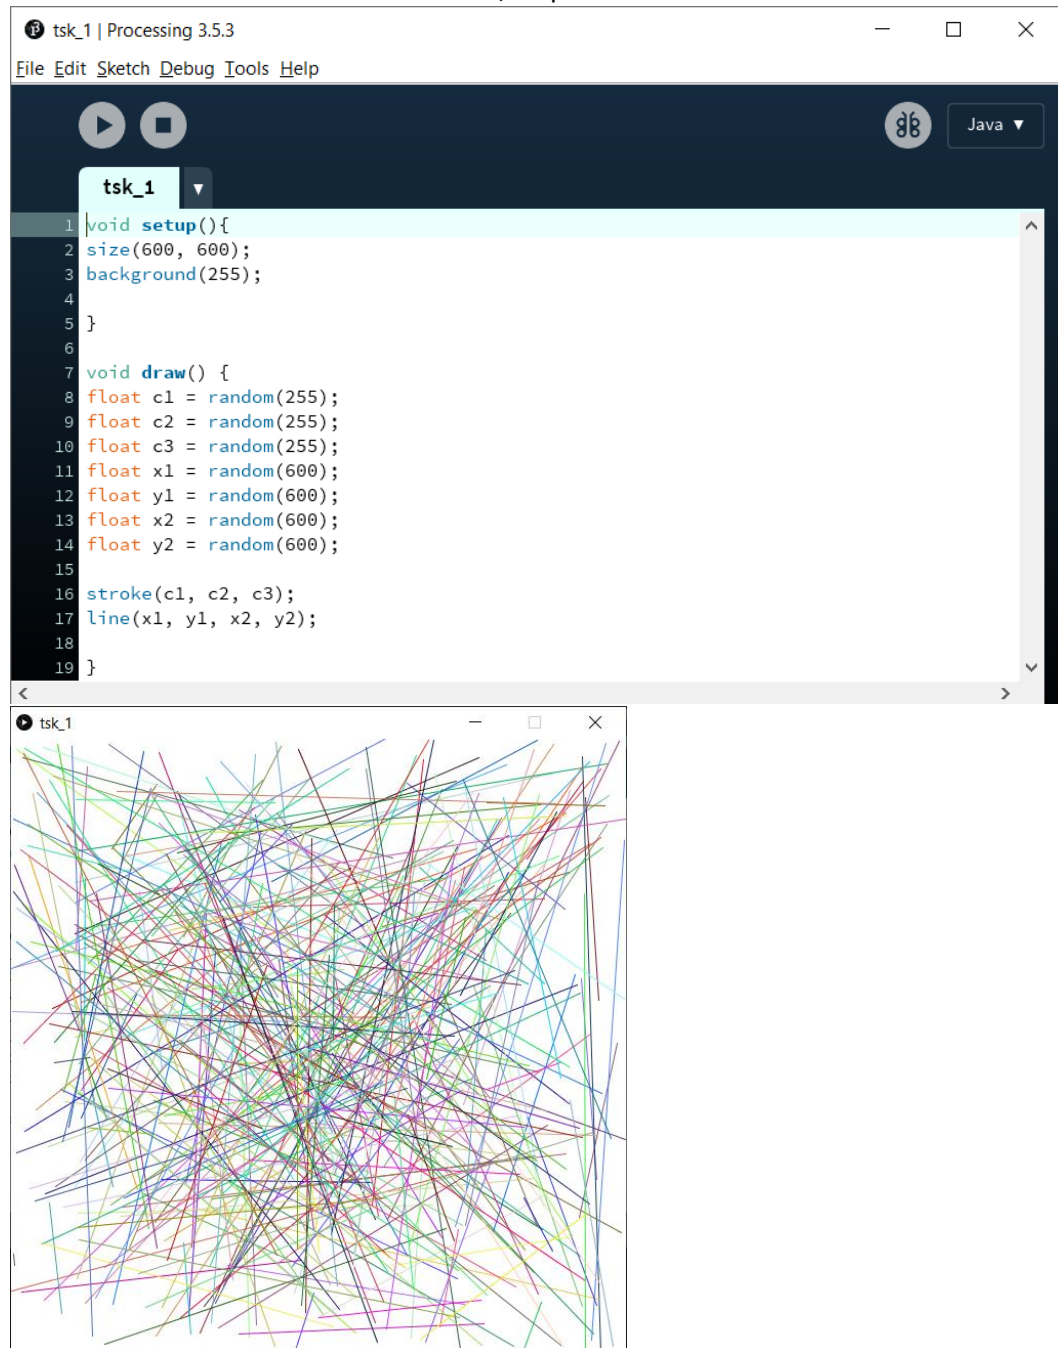 tsk_1 | Processing 3.5.3
File Edit Sketch Debug Tools Help
Java ▼
tsk_1 ▼
1 void setup(){
2 size(600, 600);
3 background(255);
4
5 }
6
7 void draw() {
8 float c1 = random(255);
9 float c2 = random(255);
10 float c3 = random(255);
11 float x1 = random(600);
12 float y1 = random(600);
13 float x2 = random(600);
14 float y2 = random(600);
15
16 stroke(c1, c2, c3);
17 line(x1, y1, x2, y2);
18
19 }
tsk_1